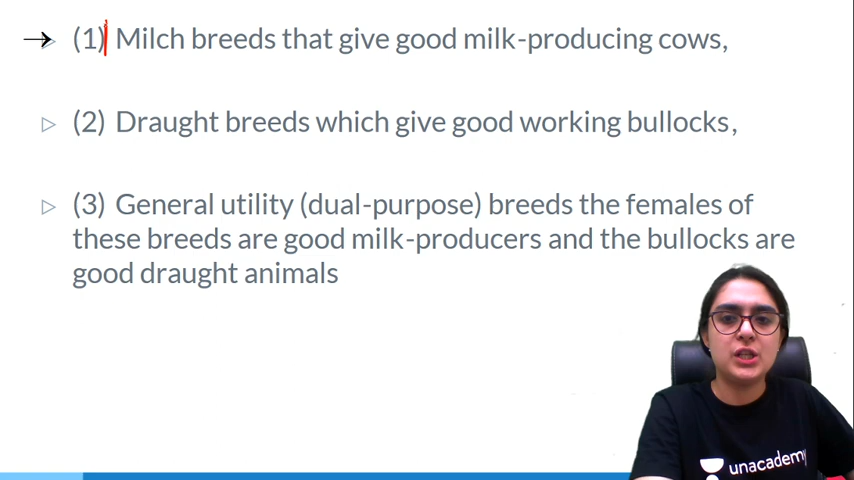 (1) Milch breeds that give good milk-producing cows,
(2) Draught breeds which give good working bullocks,
(3) General utility (dual-purpose) breeds the females of
these breeds are good milk-producers and the bullocks are
good draught animals
unacademy